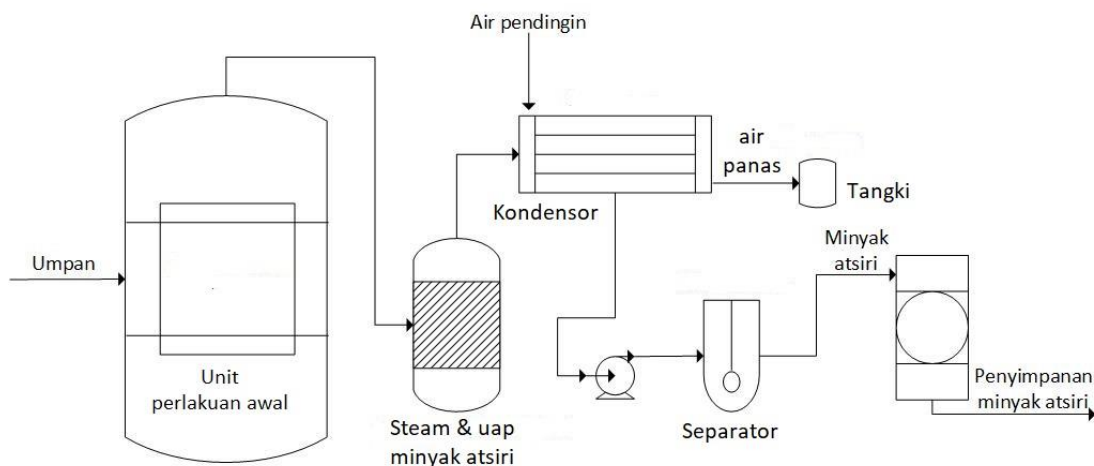 Air pendingin
air
panas
Tangki
Kondensor
Umpan
Minyak
atsiri
Unit
perlakuan awal
Steam & uap
minyak atsiri
Separator
Penyimpanan
minyak atsiri